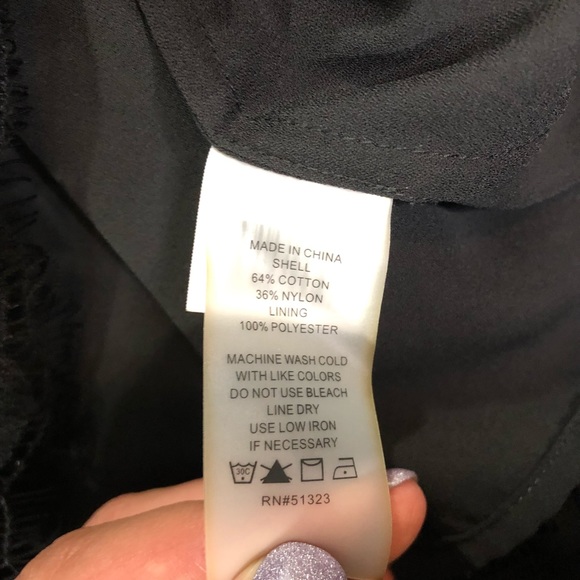 MADE IN CHINA
SHELL
64% COTTON
36% NYLON
LINING
100% POLYESTER
MACHINE WASH COLD
WITH LIKE COLORS
DO NOT USE BLEACH
LINE DRY
USE LOW IRON
IF NECESSARY
30C
RN#51323